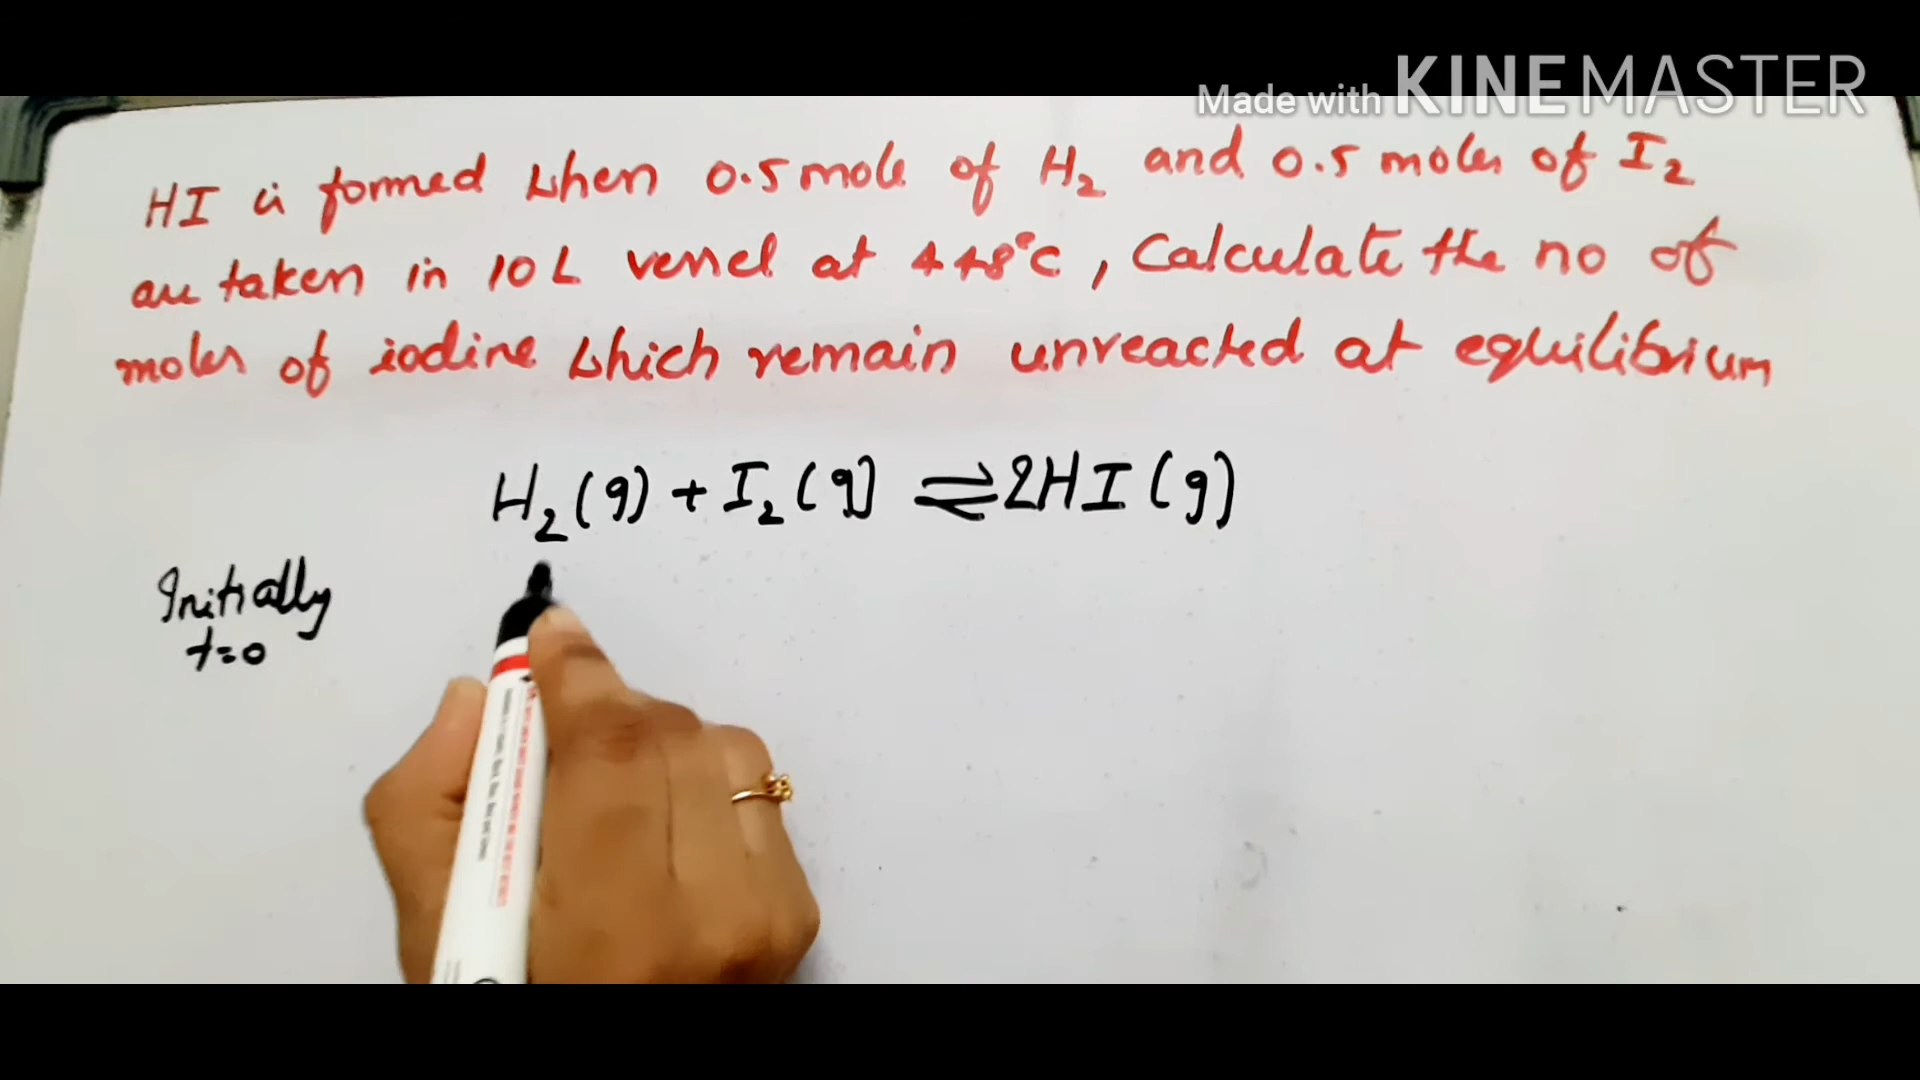 Made with KINEMASTER
HI is formed when 0.5 mole of H₂ and 0.5 moles of I₂
are taken in 10 L vessel at 448°C, Calculate the no of
moles of iodine which remain unreacted at equilibrium
H₂(g) + I₂(g) ⇌ 2HI(g)
Initially
t=0